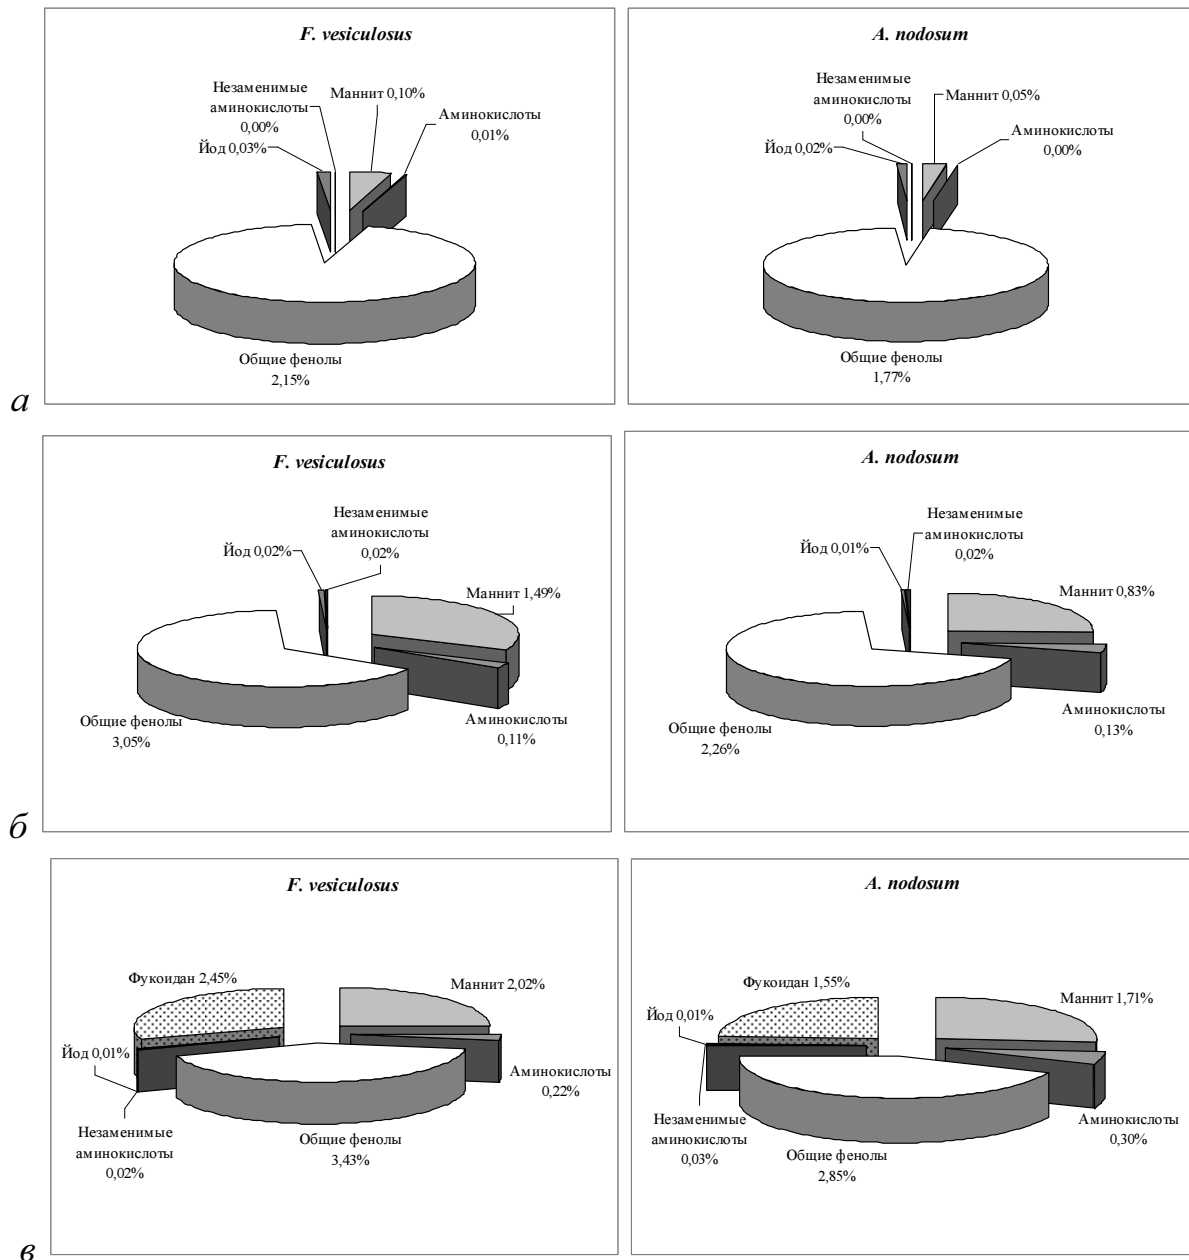 F. vesiculosus
Незаменимые
аминокислоты
0,00%
Маннит 0,10%
Аминокислоты
0,01%
Йод 0,03%
Общие фенолы
2,15%
A. nodosum
Незаменимые
аминокислоты
0,00%
Маннит 0,05%
Аминокислоты
0,00%
Йод 0,02%
Общие фенолы
1,77%
а
F. vesiculosus
Незаменимые
аминокислоты
0,02%
Йод 0,02%
Маннит 1,49%
Общие фенолы
3,05%
Аминокислоты
0,11%
A. nodosum
Незаменимые
аминокислоты
0,02%
Йод 0,01%
Маннит 0,83%
Общие фенолы
2,26%
Аминокислоты
0,13%
б
F. vesiculosus
Фукоидан 2,45%
Маннит 2,02%
Йод 0,01%
Аминокислоты
0,22%
Незаменимые
аминокислоты
0,02%
Общие фенолы
3,43%
A. nodosum
Фукоидан 1,55%
Маннит 1,71%
Йод 0,01%
Незаменимые
аминокислоты
0,03%
Аминокислоты
0,30%
Общие фенолы
2,85%
в